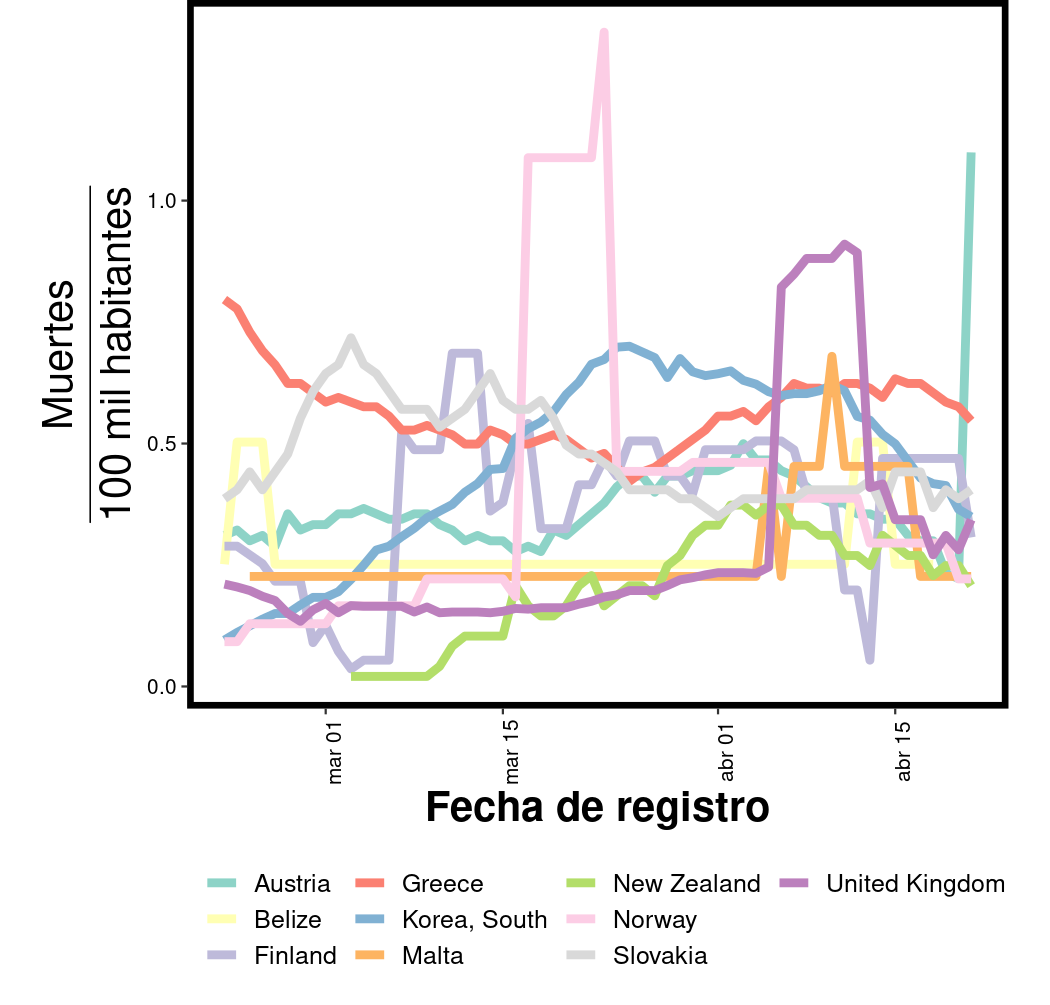 Muertes
100 mil habitantes
1.0
0.5
0.0
mar 01
mar 15
abr 01
abr 15
Fecha de registro
Austria
Greece
New Zealand
United Kingdom
Belize
Korea, South
Norway
Finland
Malta
Slovakia